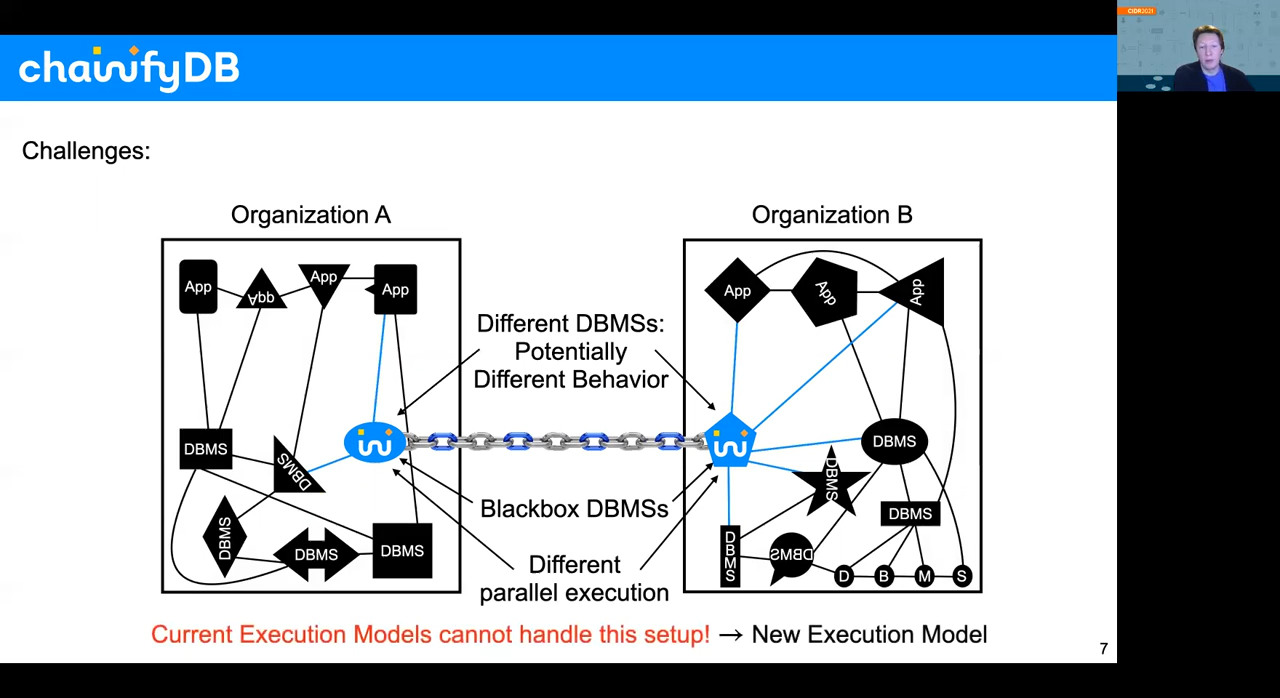 CIDR2021
chainifyDB
Challenges:
Organization A
Organization B
App
App
App
App
App
App
App
Different DBMSs:
Potentially
Different Behavior
DBMS
DBMS
DBMS
DBMS
DBMS
Blackbox DBMSs
Different
parallel execution
DBMS
DBMS
DBMS
DBMS
DBMS
D B M S
Current Execution Models cannot handle this setup! → New Execution Model
7